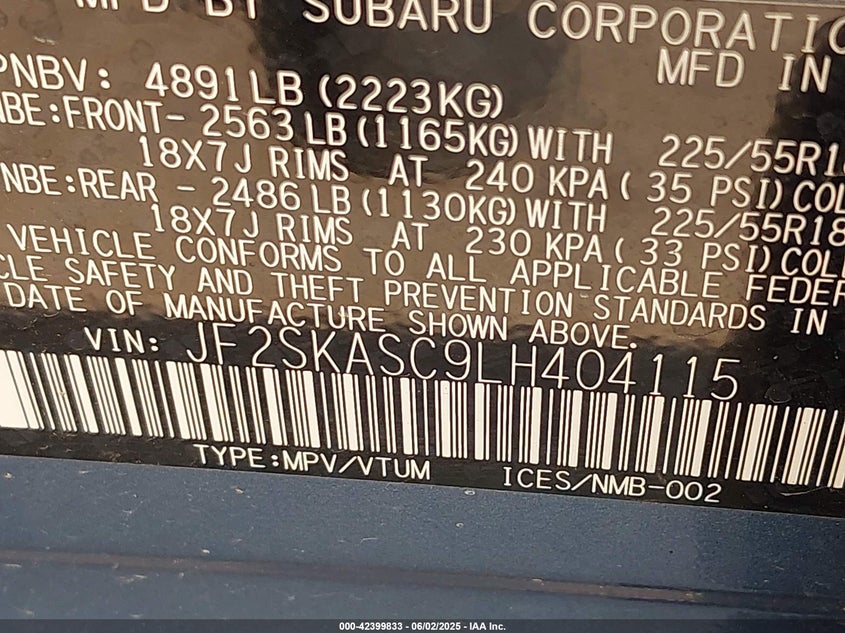 MFD BY SUBARU CORPORATIO
MFD IN
PNBV: 4891LB (2223KG)
NBE:FRONT- 2563 LB (1165KG) WITH 225/55R18
18X7J RIMS AT 240 KPA ( 35 PSI) COL
NBE:REAR - 2486 LB (1130KG) WITH 225/55R18
18X7J RIMS AT 230 KPA ( 33 PSI) COLD
VEHICLE CONFORMS TO ALL APPLICABLE FEDER
CLE SAFETY AND THEFT PREVENTION STANDARDS IN
DATE OF MANUFACTURE SHOWN ABOVE.
VIN: JF2SKASC9LH404115
TYPE:MPV/VTUM ICES/NMB-002
000-42399833 - 06/02/2025 - IAA Inc.